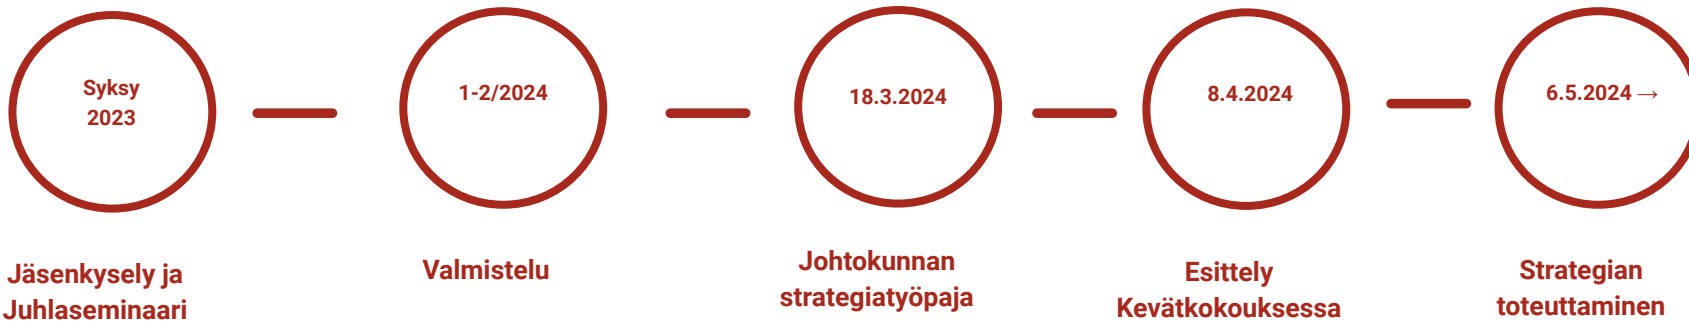 Syksy
2023
1-2/2024
18.3.2024
8.4.2024
6.5.2024 →
Jäsenkysely ja
Juhlaseminaari
Valmistelu
Johtokunnan
strategiatyöpaja
Esittely
Kevätkokouksessa
Strategian
toteuttaminen